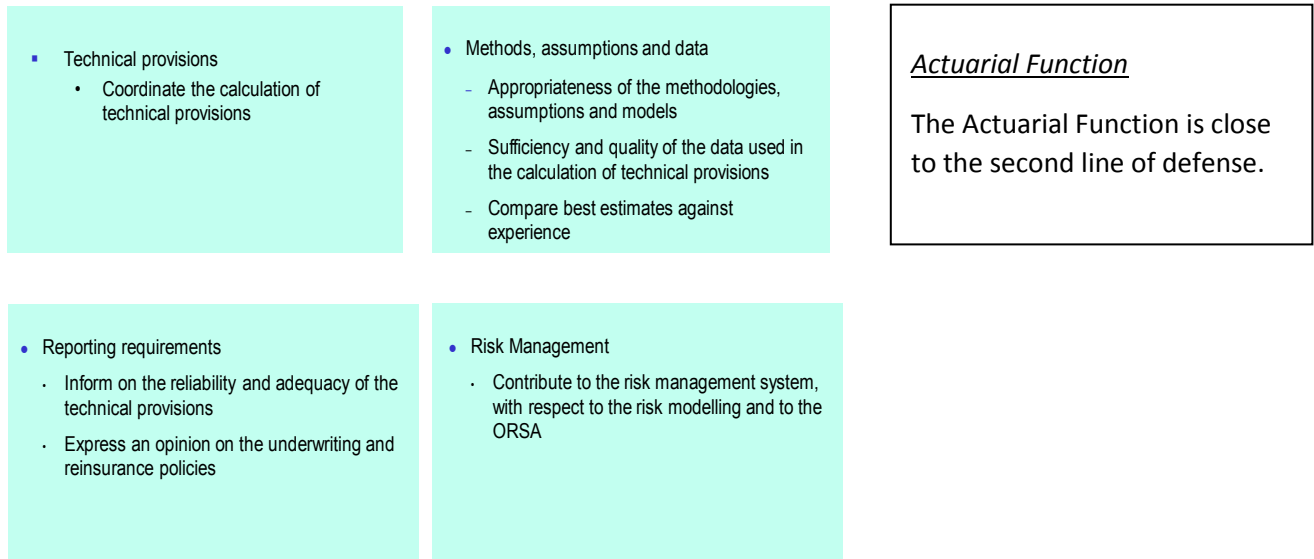 ▪ Technical provisions
• Coordinate the calculation of
technical provisions
• Methods, assumptions and data
– Appropriateness of the methodologies,
assumptions and models
– Sufficiency and quality of the data used in
the calculation of technical provisions
– Compare best estimates against
experience
Actuarial Function
The Actuarial Function is close
to the second line of defense.
• Reporting requirements
• Inform on the reliability and adequacy of the
technical provisions
• Express an opinion on the underwriting and
reinsurance policies
• Risk Management
• Contribute to the risk management system,
with respect to the risk modelling and to the
ORSA